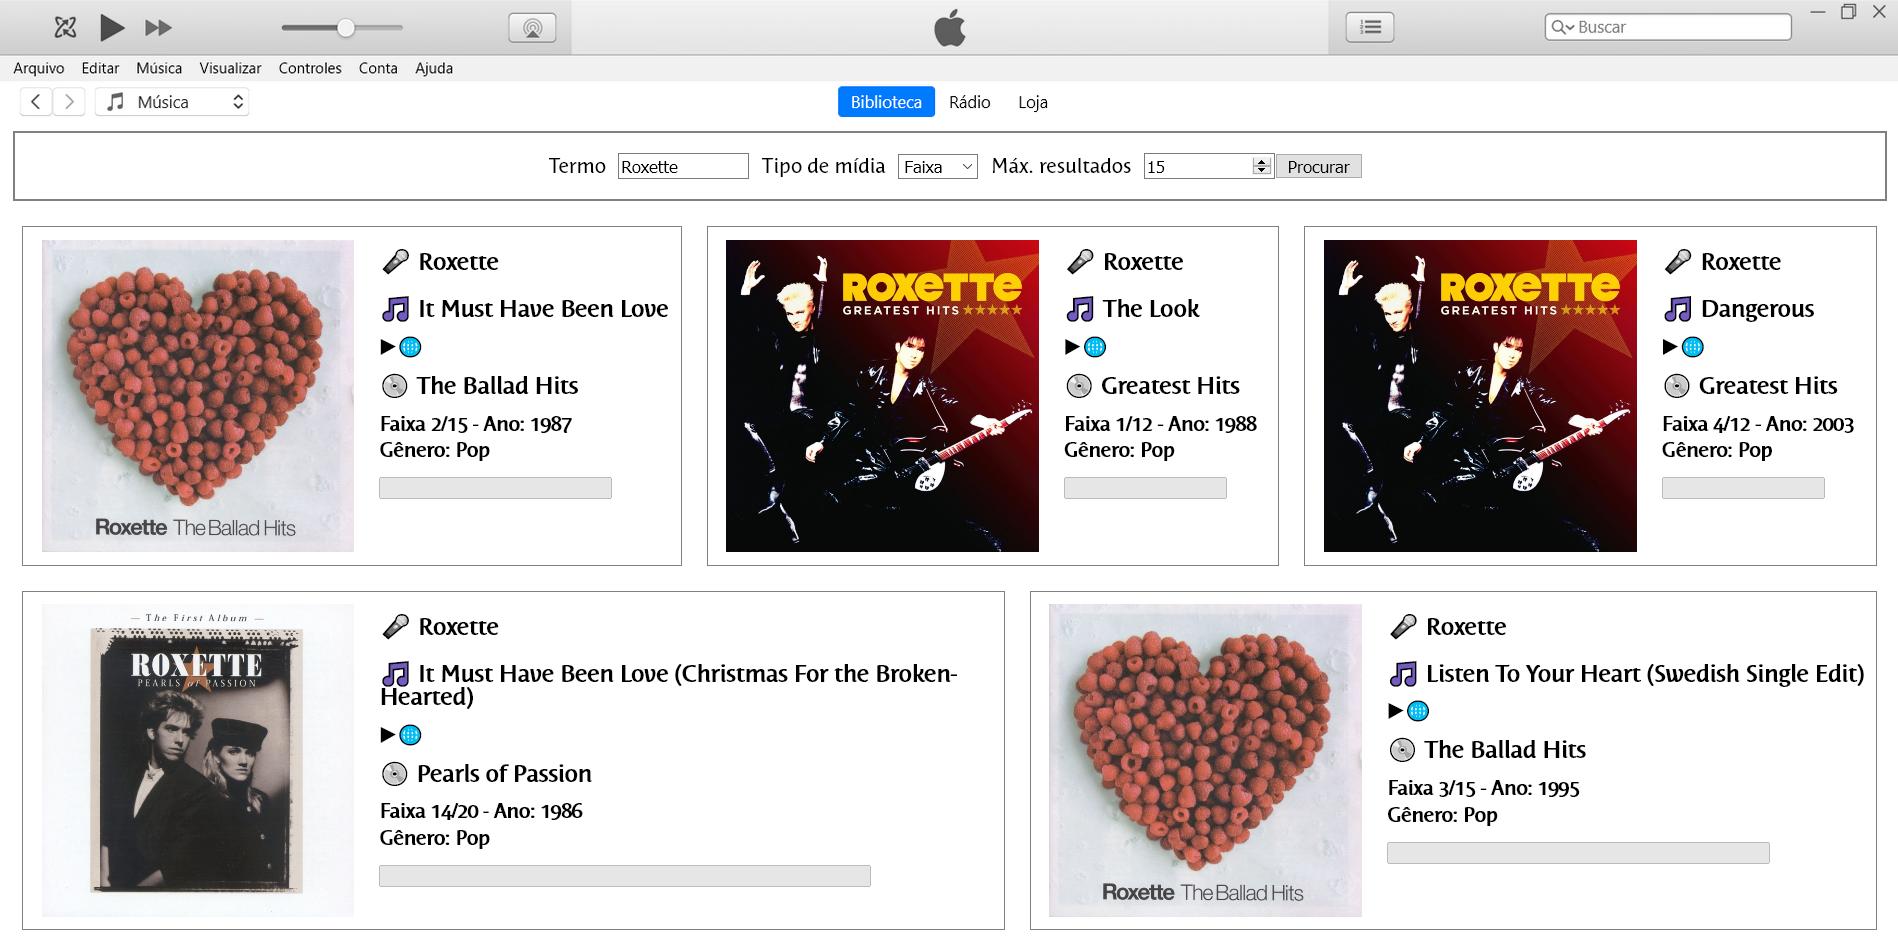 Buscar
Arquivo Editar Música Visualizar Controles Conta Ajuda
Música
Biblioteca Rádio Loja
Termo Roxette Tipo de mídia Faixa Máx. resultados 15 Procurar
Roxette
It Must Have Been Love
The Ballad Hits
Faixa 2/15 - Ano: 1987
Gênero: Pop
Roxette The Ballad Hits
ROXETTE
GREATEST HITS
Roxette
The Look
Greatest Hits
Faixa 1/12 - Ano: 1988
Gênero: Pop
ROXETTE
GREATEST HITS
Roxette
Dangerous
Greatest Hits
Faixa 4/12 - Ano: 2003
Gênero: Pop
— The First Album —
ROXETTE
PEARLS of PASSION
Roxette
It Must Have Been Love (Christmas For the Broken-
Hearted)
Pearls of Passion
Faixa 14/20 - Ano: 1986
Gênero: Pop
Roxette
Listen To Your Heart (Swedish Single Edit)
The Ballad Hits
Faixa 3/15 - Ano: 1995
Gênero: Pop
Roxette The Ballad Hits